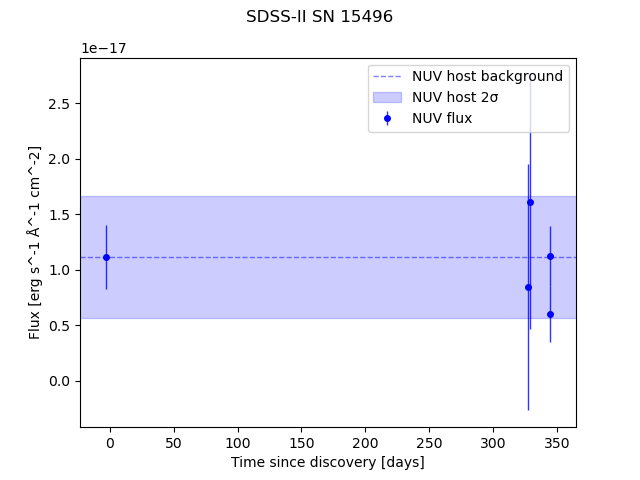 SDSS-II SN 15496
1e−17
NUV host background
NUV host 2σ
NUV flux
2.5
2.0
1.5
1.0
0.5
0.0
Flux [erg s^-1 Å^-1 cm^-2]
0 50 100 150 200 250 300 350
Time since discovery [days]